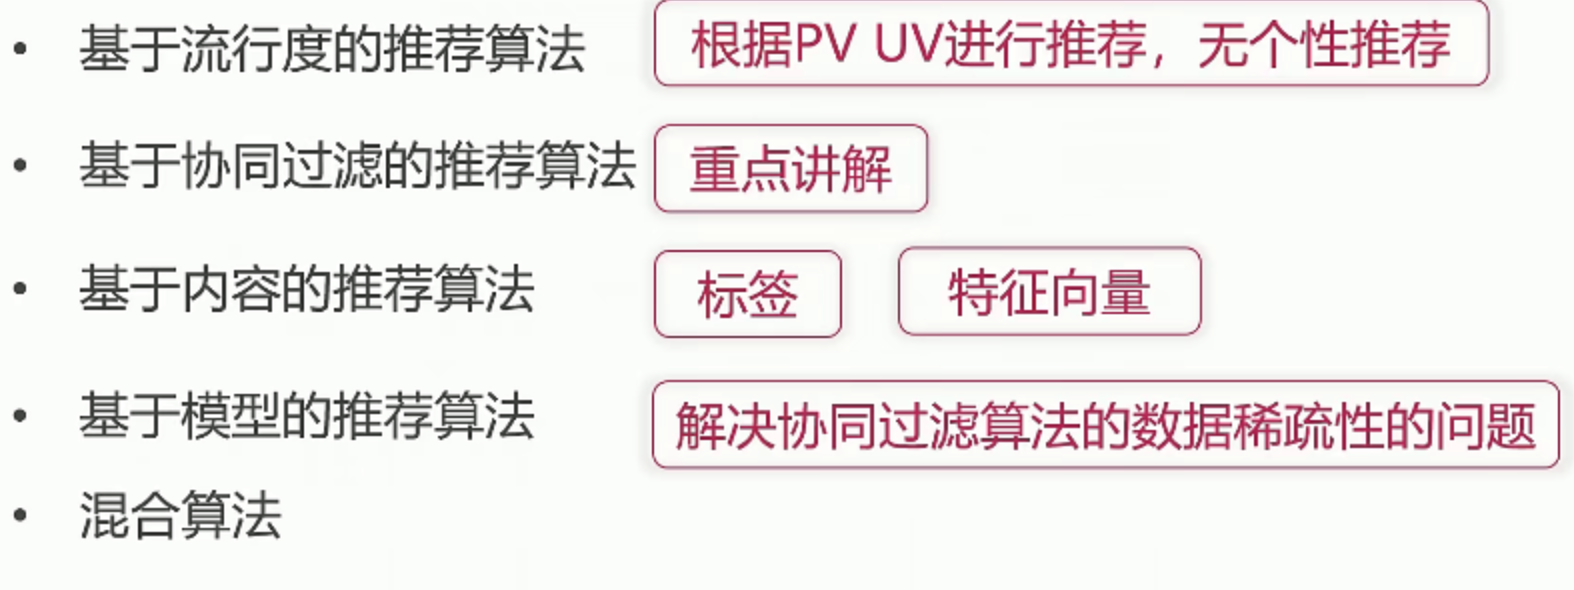 • 基于流行度的推荐算法 根据PV UV进行推荐，无个性推荐
• 基于协同过滤的推荐算法 重点讲解
• 基于内容的推荐算法 标签 特征向量
• 基于模型的推荐算法 解决协同过滤算法的数据稀疏性的问题
• 混合算法